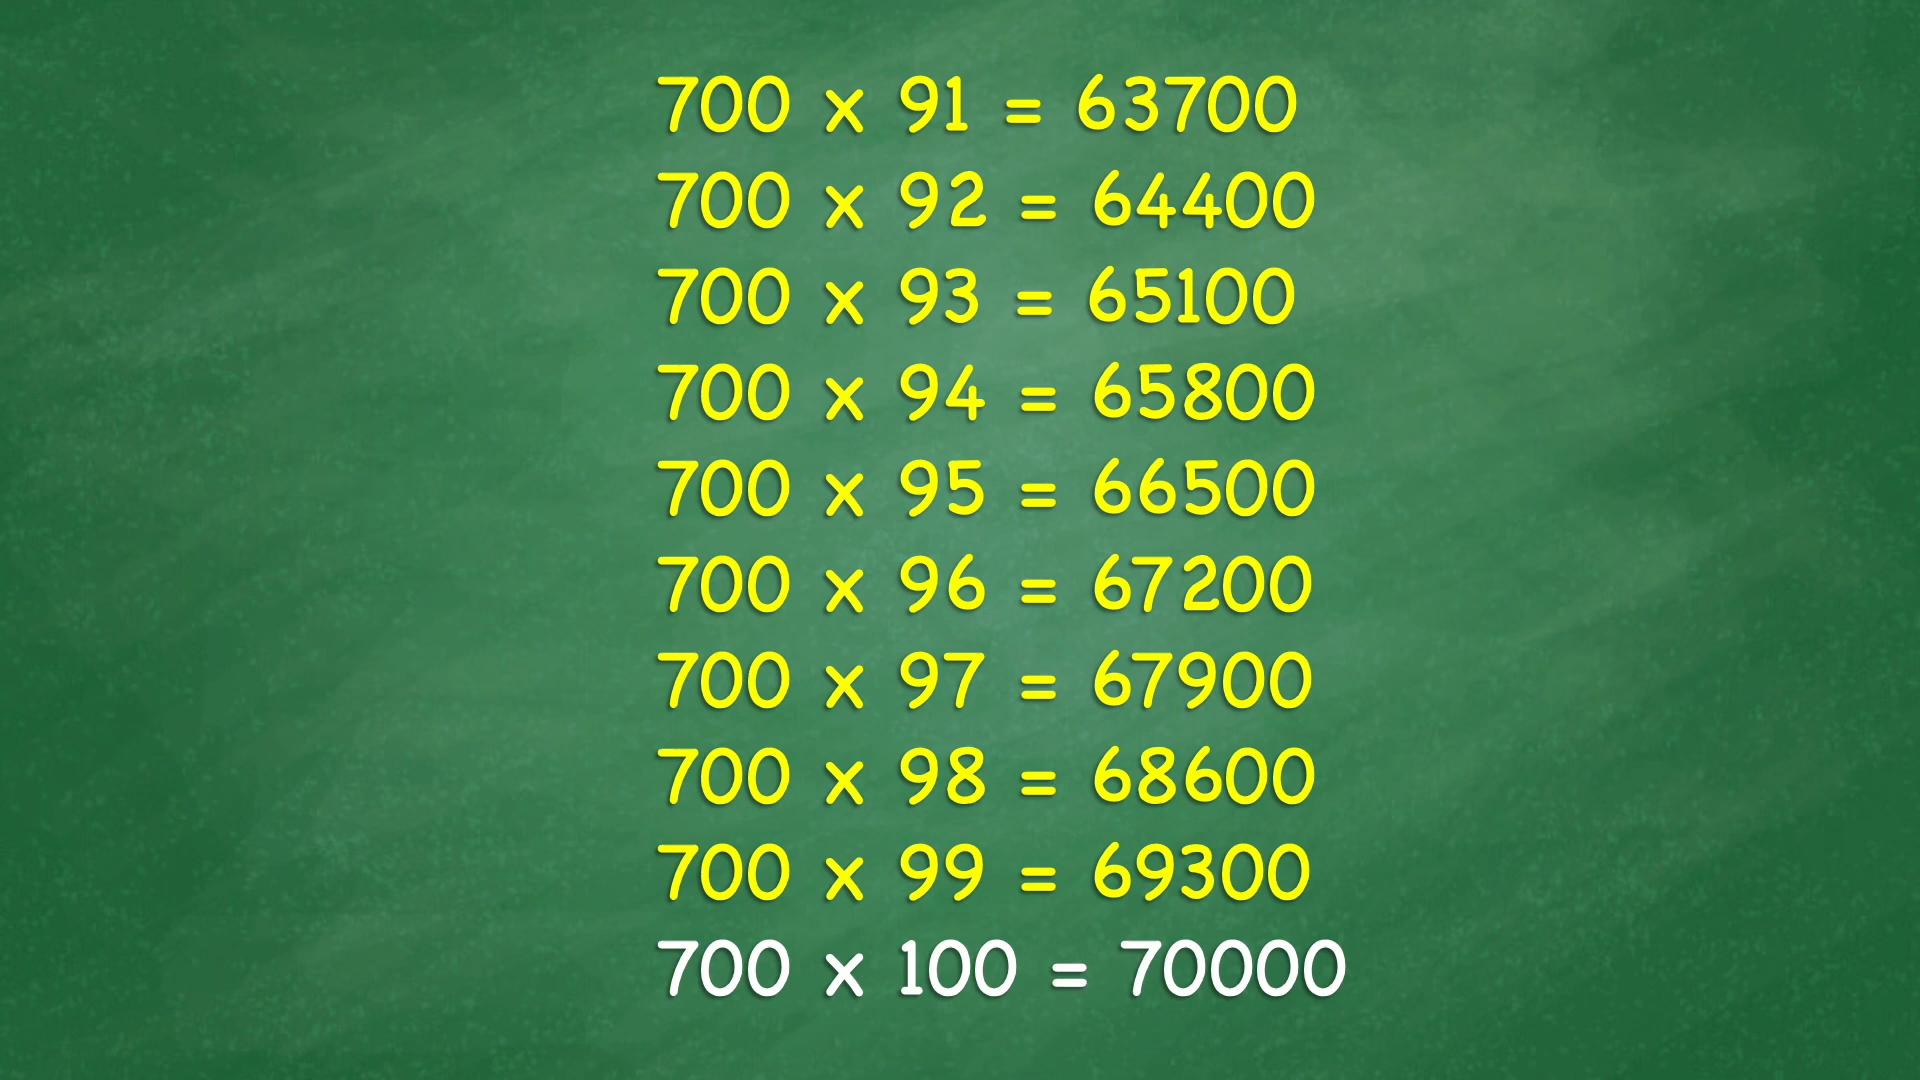 700 x 91 = 63700
700 x 92 = 64400
700 x 93 = 65100
700 x 94 = 65800
700 x 95 = 66500
700 x 96 = 67200
700 x 97 = 67900
700 x 98 = 68600
700 x 99 = 69300
700 x 100 = 70000